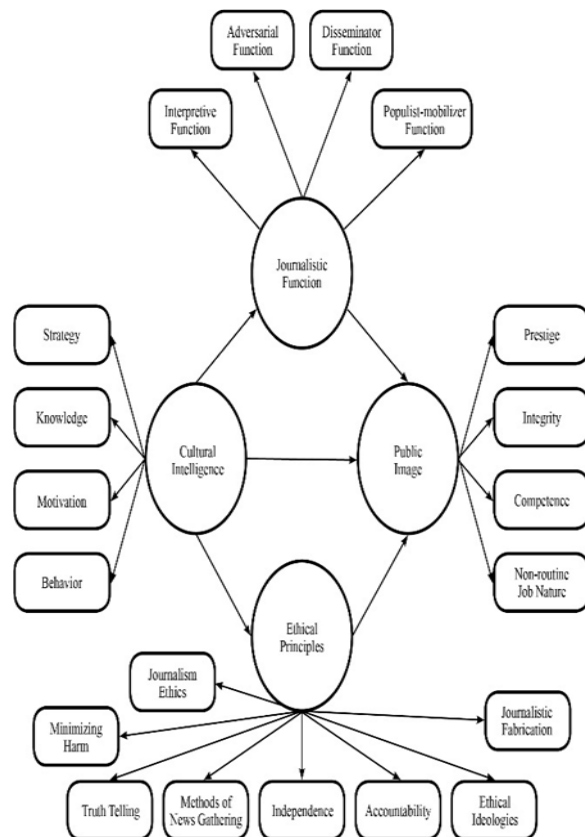 Adversarial
Function
Disseminator
Function
Interpretive
Function
Populist-mobilizer
Function
Journalistic
Function
Strategy
Prestige
Knowledge
Integrity
Cultural
Intelligence
Public
Image
Motivation
Competence
Behavior
Non-routine
Job Nature
Ethical
Principles
Journalism
Ethics
Journalistic
Fabrication
Minimizing
Harm
Truth Telling
Methods of
News Gathering
Independence
Accountability
Ethical
Ideologies